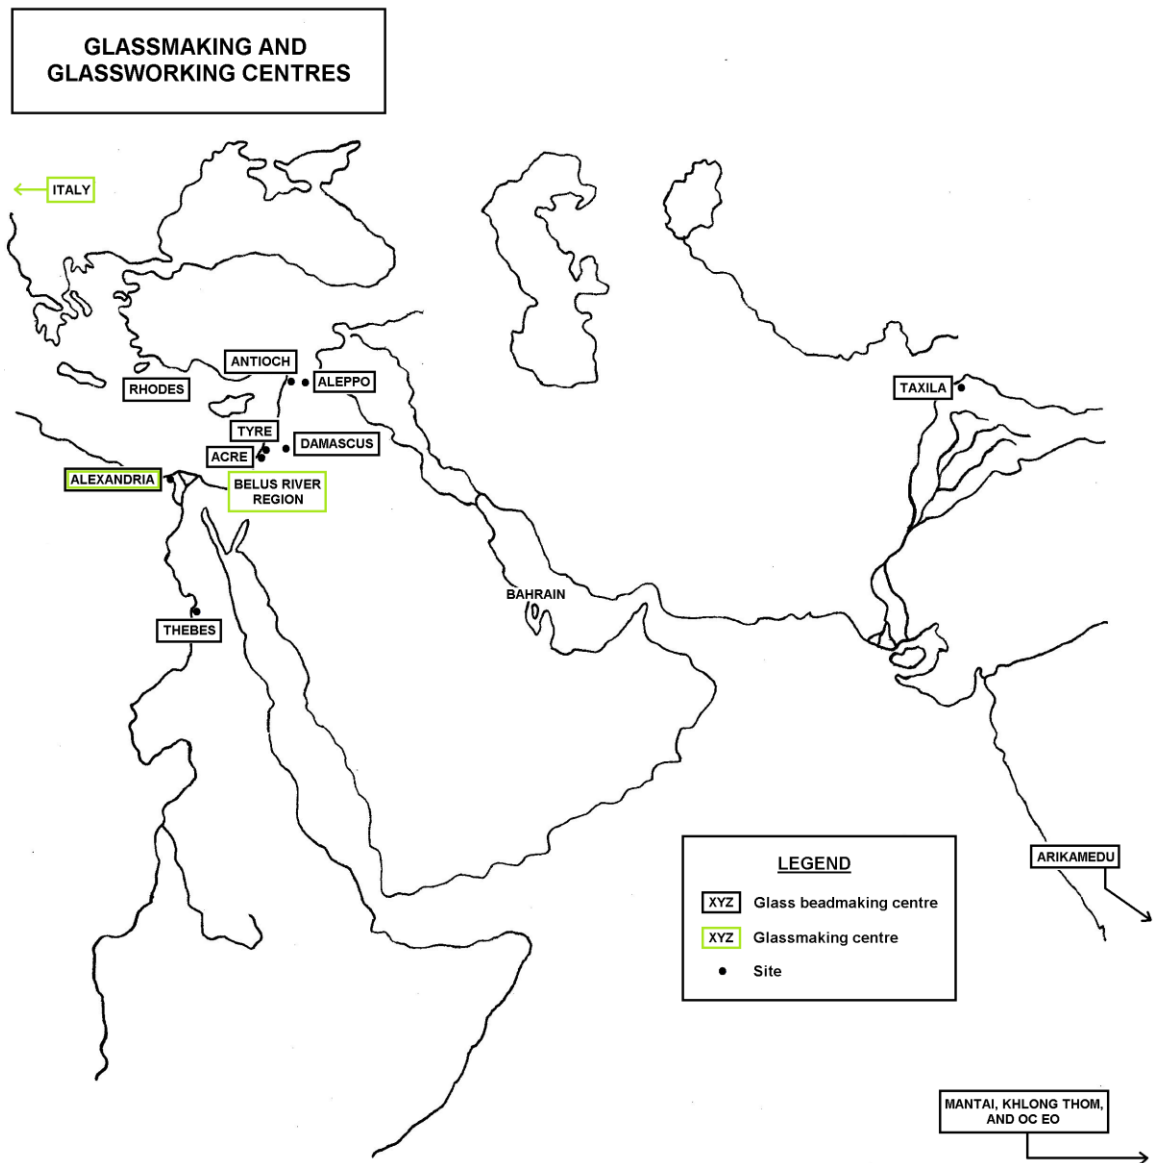 GLASSMAKING AND
GLASSWORKING CENTRES
ITALY
ANTIOCH
ALEPPO
RHODES
TAXILA
TYRE
DAMASCUS
ACRE
ALEXANDRIA
BELUS RIVER
REGION
BAHRAIN
THEBES
ARIKAMEDU
LEGEND
XYZ Glass beadmaking centre
XYZ Glassmaking centre
Site
MANTAI, KHLONG THOM,
AND OC EO